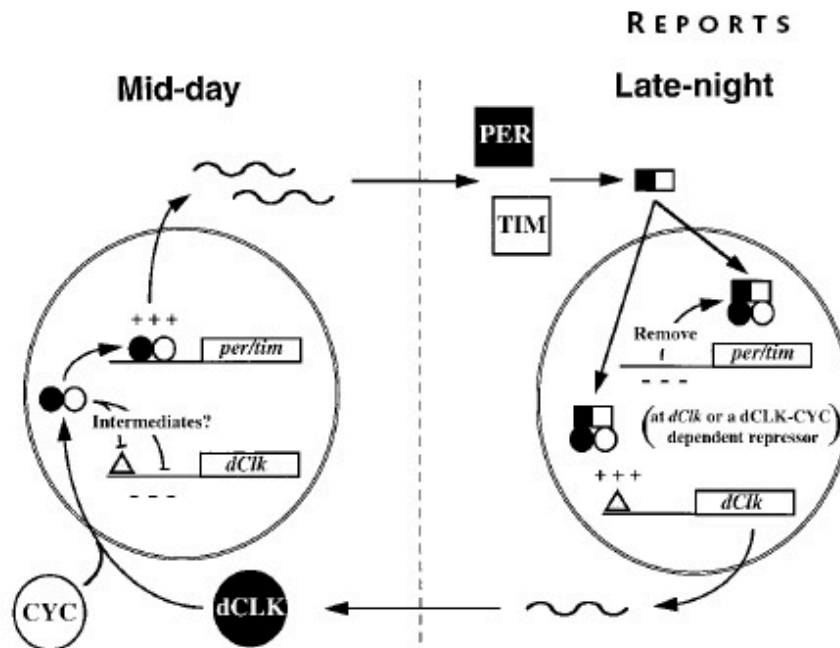 REPORTS
Mid-day
Late-night
PER
TIM
+ + +
per/tim
Intermediates?
dClk
- - -
CYC
dCLK
Remove
per/tim
- - -
(at dClk or a dCLK-CYC
dependent repressor)
+ + +
dClk